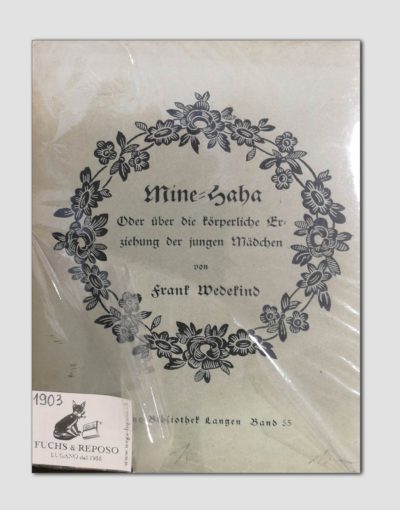 Mine-Haha
Oder über die körperliche Er-
ziehung der jungen Mädchen
von
Frank Wedekind
Bibliothek Langen Band 55
1903
FUCHS & REPOSO
LUGANO dal 1988